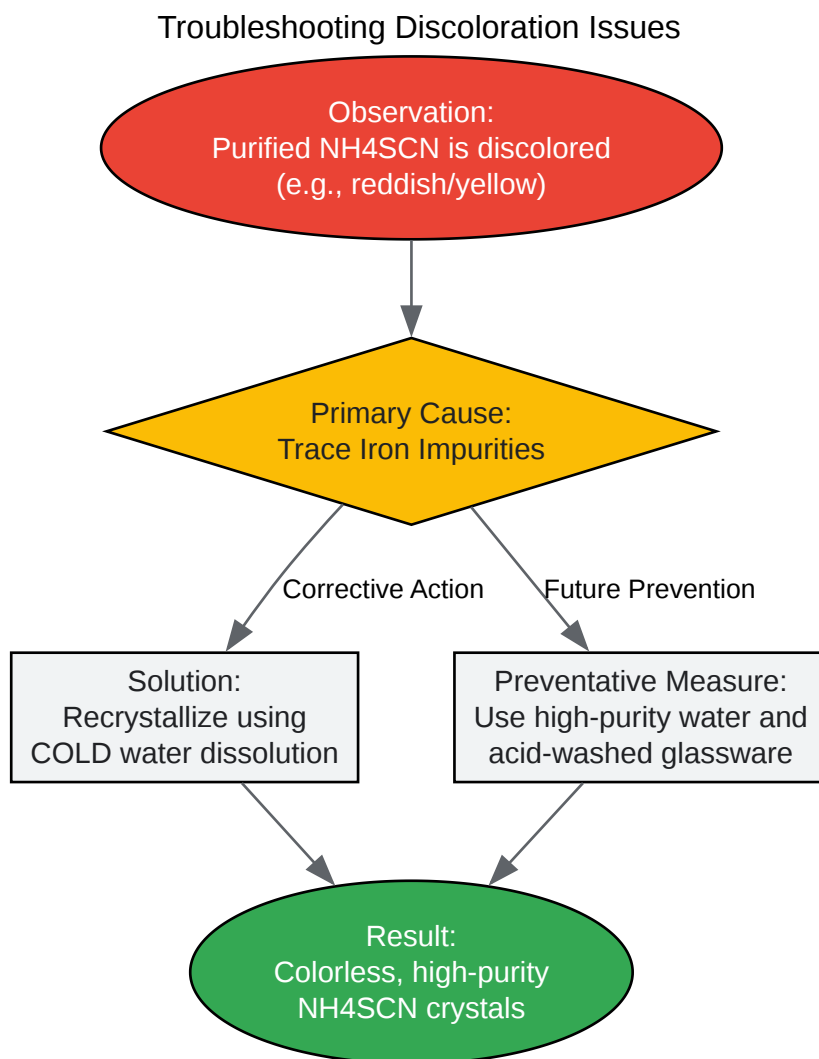 Troubleshooting Discoloration Issues
Observation:
Purified NH4SCN is discolored
(e.g., reddish/yellow)
Primary Cause:
Trace Iron Impurities
Corrective Action
Future Prevention
Solution:
Recrystallize using
COLD water dissolution
Preventative Measure:
Use high-purity water and
acid-washed glassware
Result:
Colorless, high-purity
NH4SCN crystals